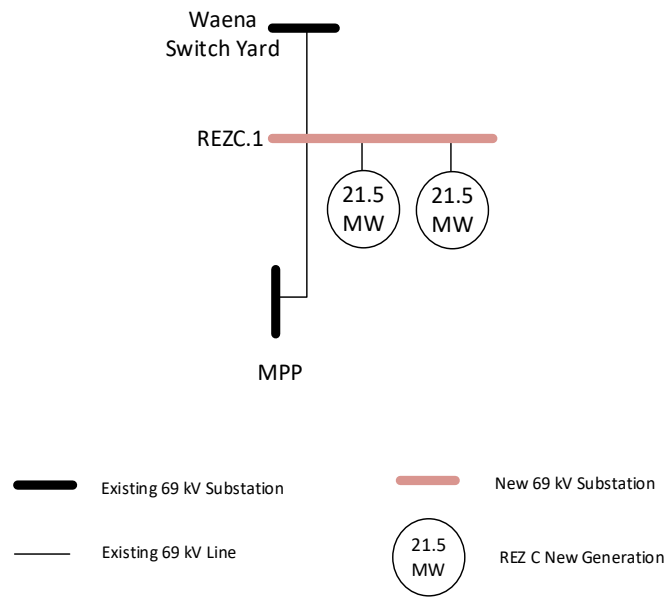 Waena
Switch Yard
REZC.1
21.5
MW
21.5
MW
MPP
Existing 69 kV Substation
New 69 kV Substation
Existing 69 kV Line
21.5
MW
REZ C New Generation